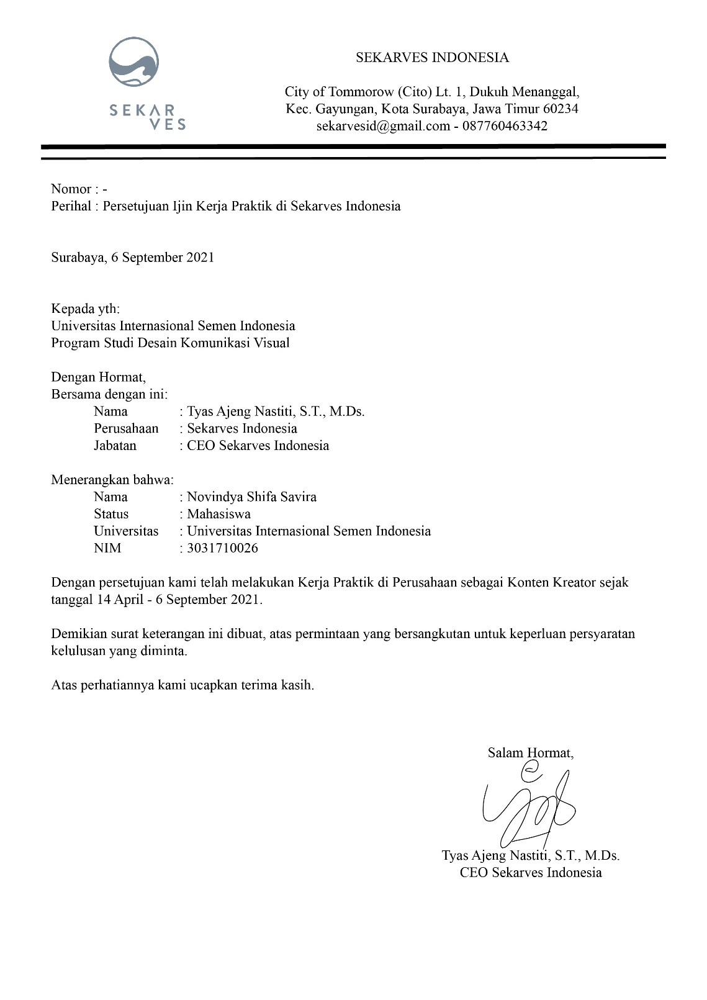 SEKAR
VES
SEKARVES INDONESIA
City of Tommorow (Cito) Lt. 1, Dukuh Menanggal,
Kec. Gayungan, Kota Surabaya, Jawa Timur 60234
sekarvesid@gmail.com - 087760463342
Nomor : -
Perihal : Persetujuan Ijin Kerja Praktik di Sekarves Indonesia
Surabaya, 6 September 2021
Kepada yth:
Universitas Internasional Semen Indonesia
Program Studi Desain Komunikasi Visual
Dengan Hormat,
Bersama dengan ini:
Nama : Tyas Ajeng Nastiti, S.T., M.Ds.
Perusahaan : Sekarves Indonesia
Jabatan : CEO Sekarves Indonesia
Menerangkan bahwa:
Nama : Novindya Shifa Savira
Status : Mahasiswa
Universitas : Universitas Internasional Semen Indonesia
NIM : 3031710026
Dengan persetujuan kami telah melakukan Kerja Praktik di Perusahaan sebagai Konten Kreator sejak
tanggal 14 April - 6 September 2021.
Demikian surat keterangan ini dibuat, atas permintaan yang bersangkutan untuk keperluan persyaratan
kelulusan yang diminta.
Atas perhatiannya kami ucapkan terima kasih.
Salam Hormat,
Tyas Ajeng Nastiti, S.T., M.Ds.
CEO Sekarves Indonesia